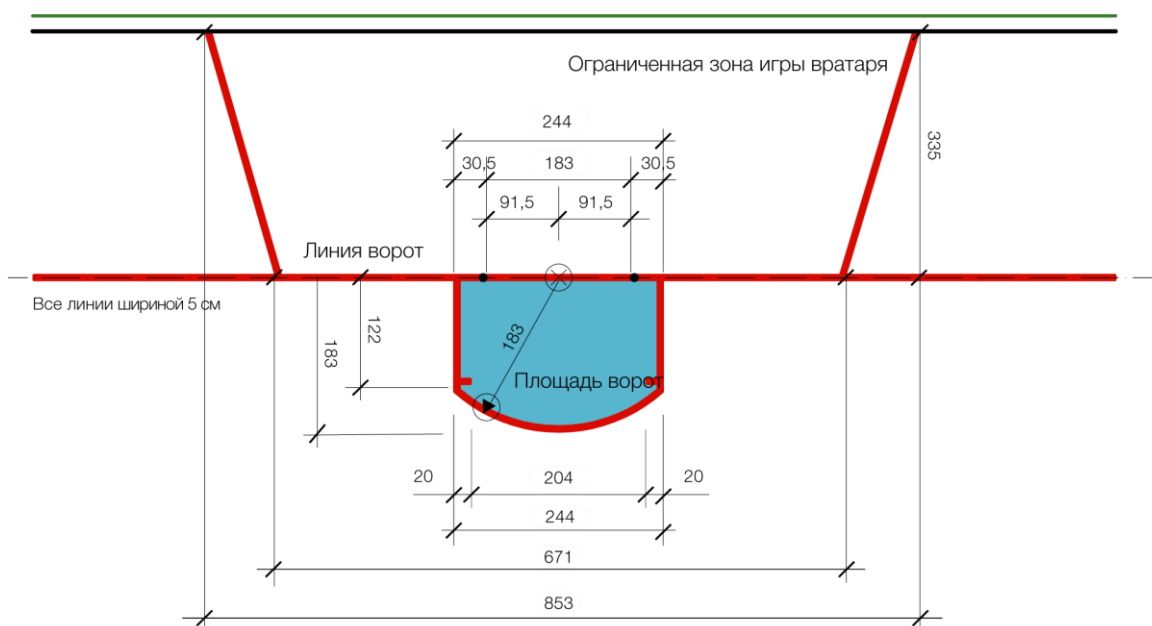 Ограниченная зона игры вратаря
244
335
30,5 183 30,5
91,5 91,5
Линия ворот
Все линии шириной 5 см
122
183
183
Площадь ворот
20 204 20
244
671
853